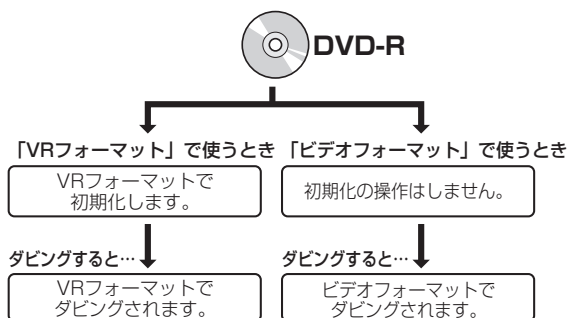 DVD-R
「VRフォーマット」で使うとき
VRフォーマットで
初期化します。
ダビングすると…
VRフォーマットで
ダビングされます。
「ビデオフォーマット」で使うとき
初期化の操作はしません。
ダビングすると…
ビデオフォーマットで
ダビングされます。